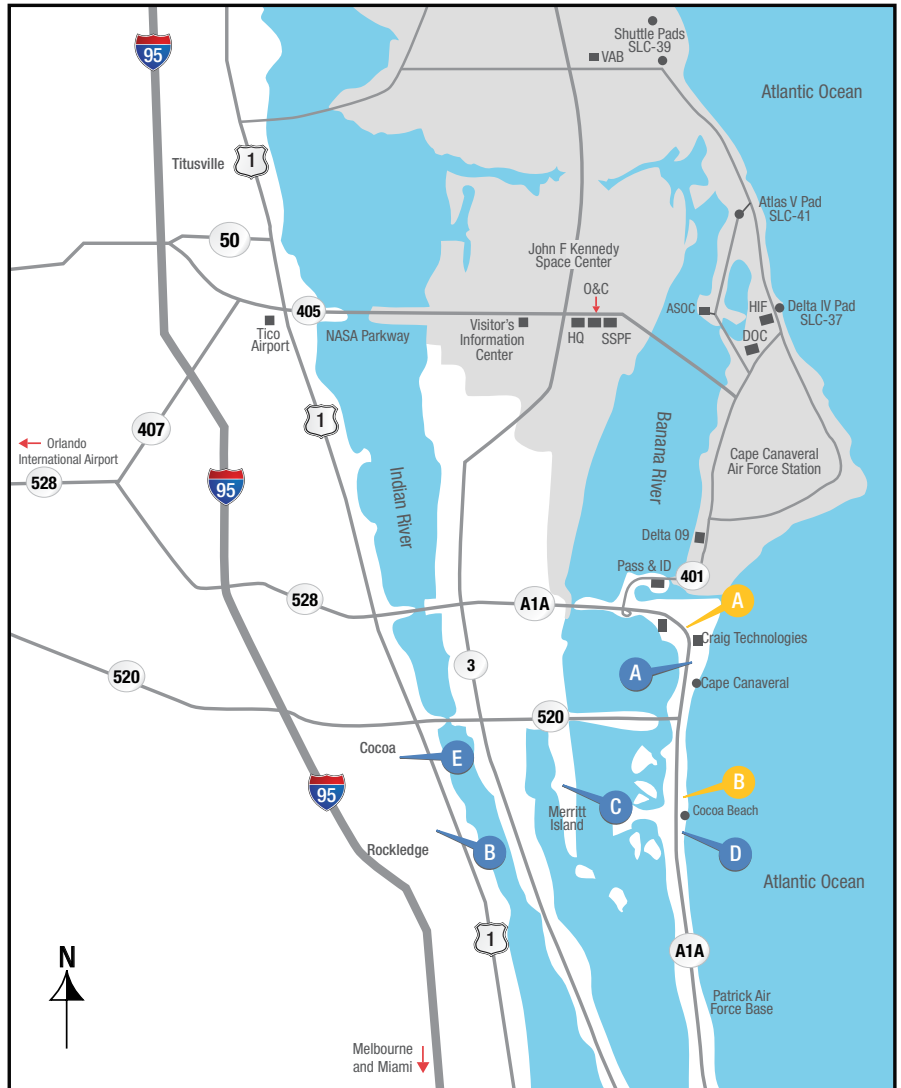 95
Shuttle Pads
SLC-39
VAB
Atlantic Ocean
Titusville
1
Atlas V Pad
SLC-41
50
John F Kennedy
Space Center
O&C
405
NASA Parkway
Tico
Airport
Visitor's
Information
Center
HQ
SSPF
ASOC
HIF
DOC
Delta IV Pad
SLC-37
1
407
Orlando
International Airport
528
95
Indian River
Banana River
Cape Canaveral
Air Force Station
Delta 09
Pass & ID
401
528
A1A
A
Craig Technologies
3
A
Cape Canaveral
520
520
Cocoa
E
95
B
C
Merritt
Island
Cocoa Beach
Rockledge
B
D
Atlantic Ocean
1
A1A
N
Patrick Air
Force Base
Melbourne
and Miami